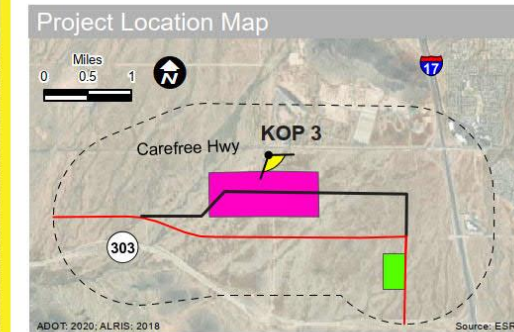 Project Location Map
Miles
0 0.5 1
N
17
KOP 3
Carefree Hwy
303
ADOT: 2020; ALRIS: 2018
Source: ESR